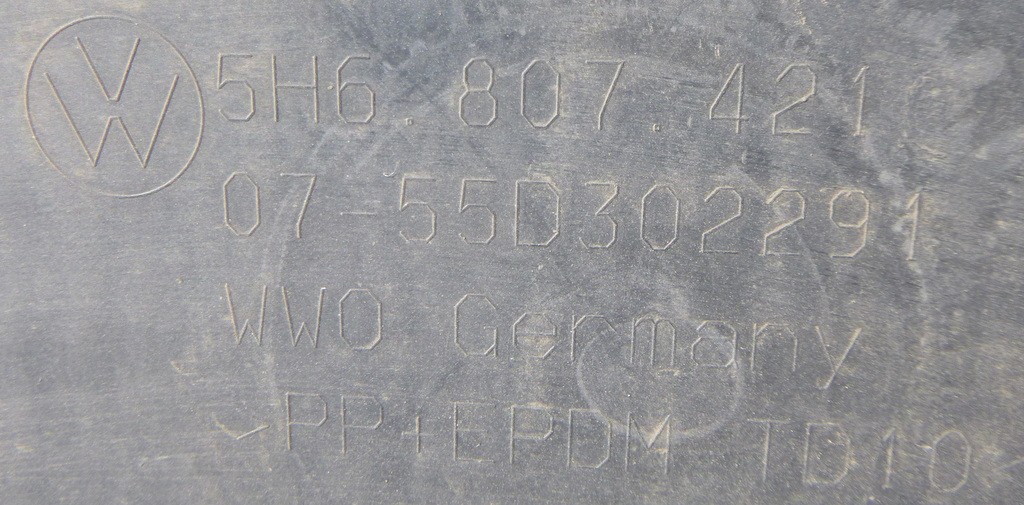 5H6.807.421
07-55D302291
WWO Germany
>PP+EPDM TD10<